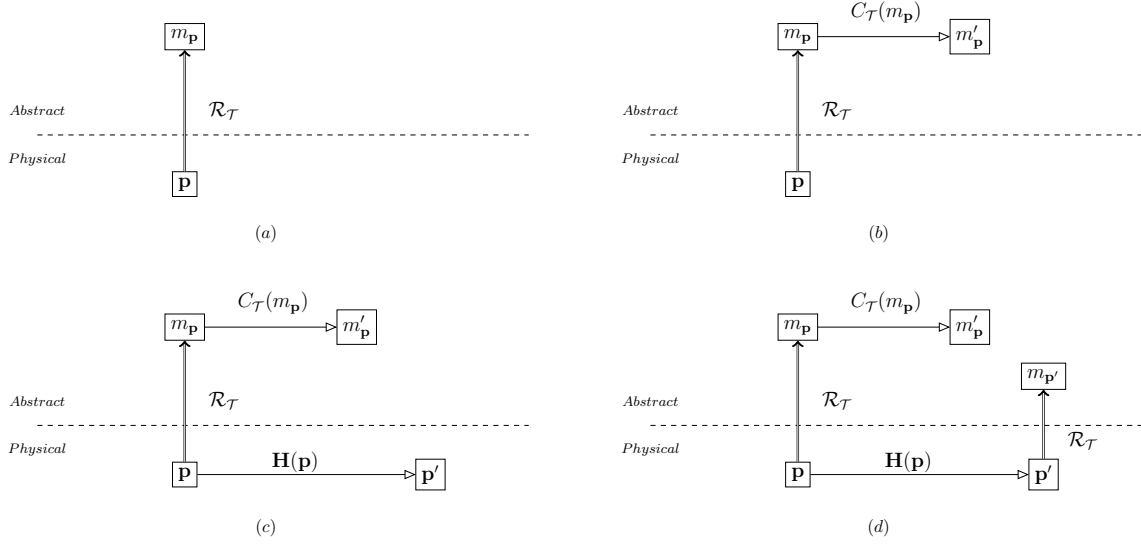 m_𝐩
ℛ_𝒯
Abstract
Physical
𝐩
(a)
C_𝒯(m_𝐩)
m_𝐩
m′_𝐩
ℛ_𝒯
Abstract
Physical
𝐩
(b)
C_𝒯(m_𝐩)
m_𝐩
m′_𝐩
ℛ_𝒯
Abstract
Physical
𝐇(𝐩)
𝐩
𝐩′
(c)
C_𝒯(m_𝐩)
m_𝐩
m′_𝐩
m_𝐩′
ℛ_𝒯
Abstract
Physical
ℛ_𝒯
𝐇(𝐩)
𝐩
𝐩′
(d)